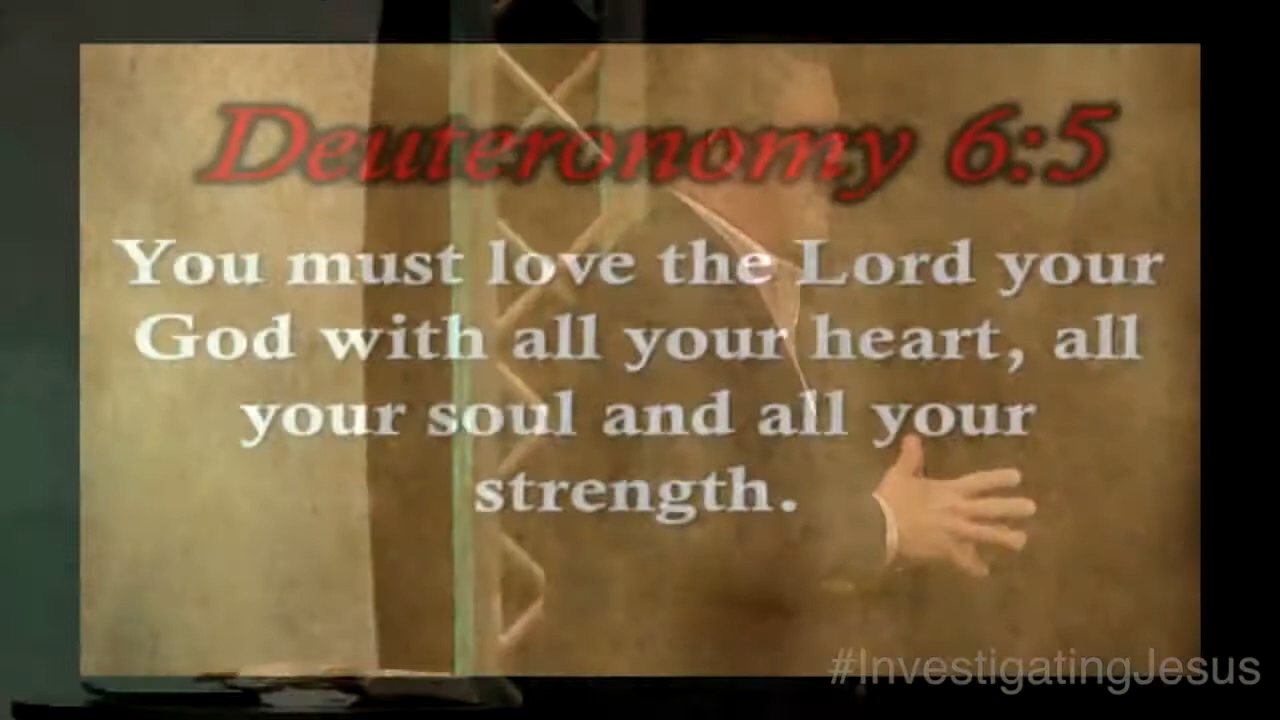 Deuteronomy 6:5
You must love the Lord your
God with all your heart, all
your soul and all your
strength.
#InvestigatingJesus